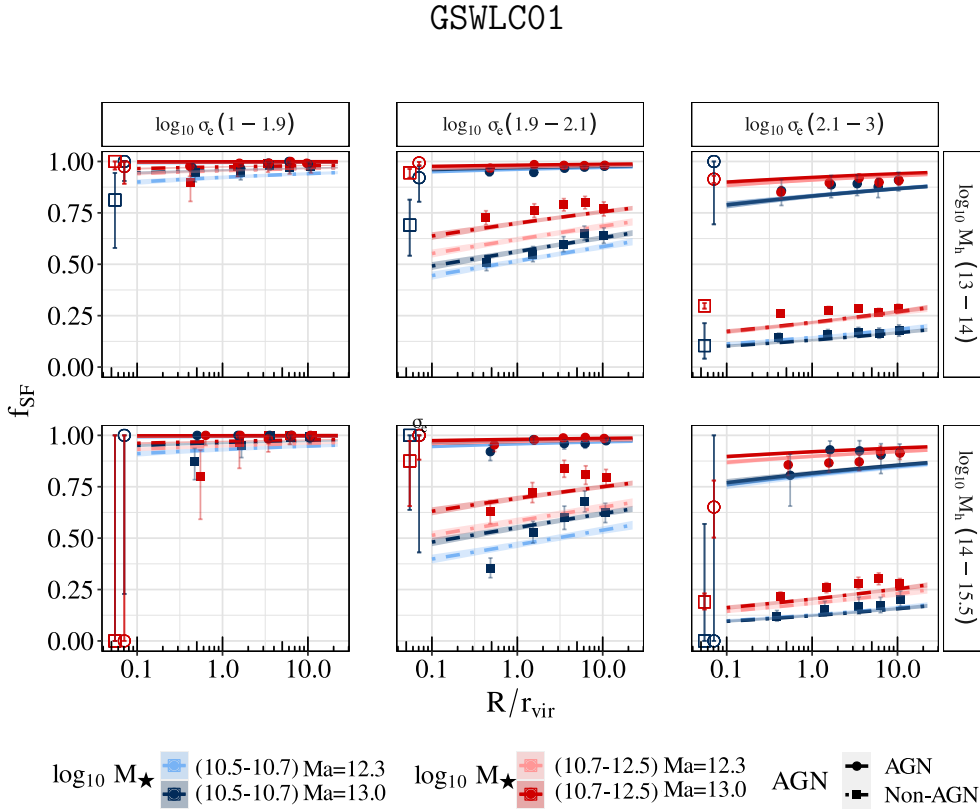 GSWLC01
log₁₀ σₑ(1 − 1.9)
log₁₀ σₑ(1.9 − 2.1)
log₁₀ σₑ(2.1 − 3)
1.00
0.75
0.50
0.25
0.00
log₁₀ Mₕ (13 − 14)
f_SF
σₑ
1.00
0.75
0.50
0.25
0.00
log₁₀ Mₕ (14 − 15.5)
0.1 1.0 10.0
0.1 1.0 10.0
0.1 1.0 10.0
R/r_vir
log₁₀ M★
(10.5-10.7) Ma=12.3
(10.5-10.7) Ma=13.0
log₁₀ M★
(10.7-12.5) Ma=12.3
(10.7-12.5) Ma=13.0
AGN
AGN
Non-AGN